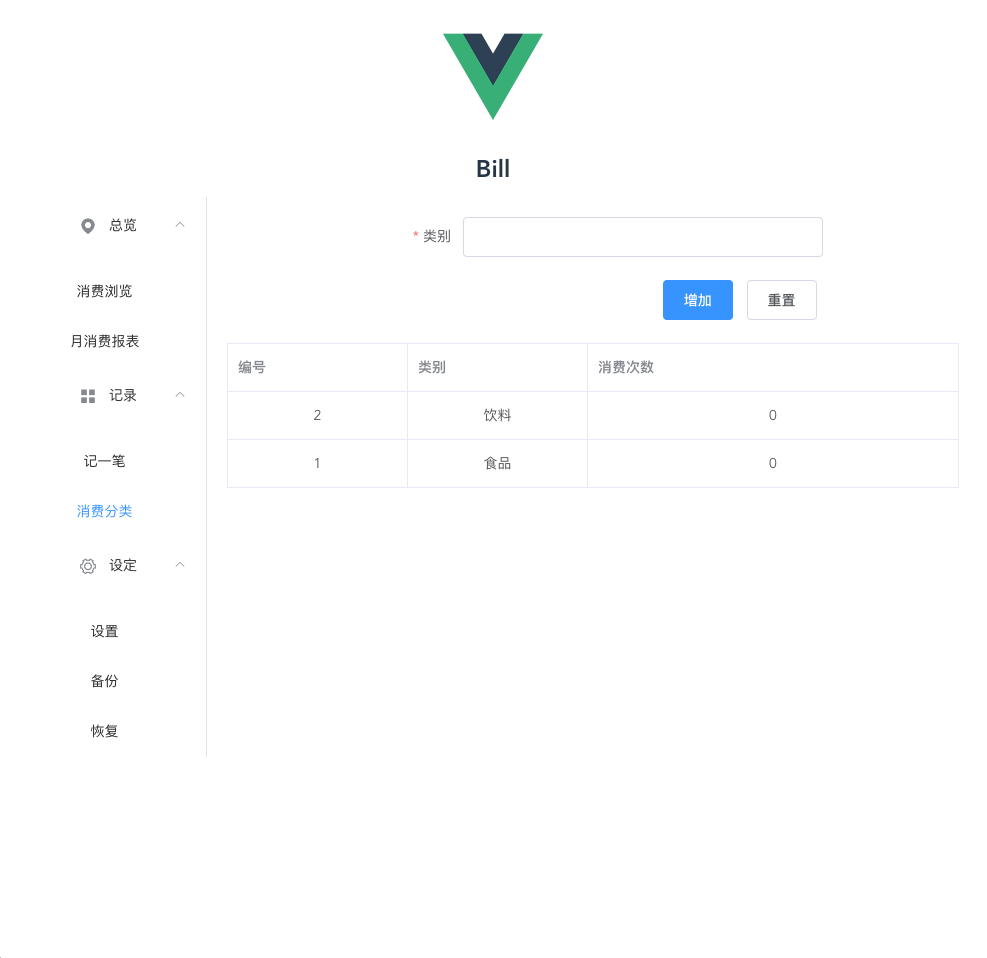 Bill
总览
消费浏览
月消费报表
记录
记一笔
消费分类
设定
设置
备份
恢复
* 类别
增加 重置
编号 类别 消费次数
2 饮料 0
1 食品 0